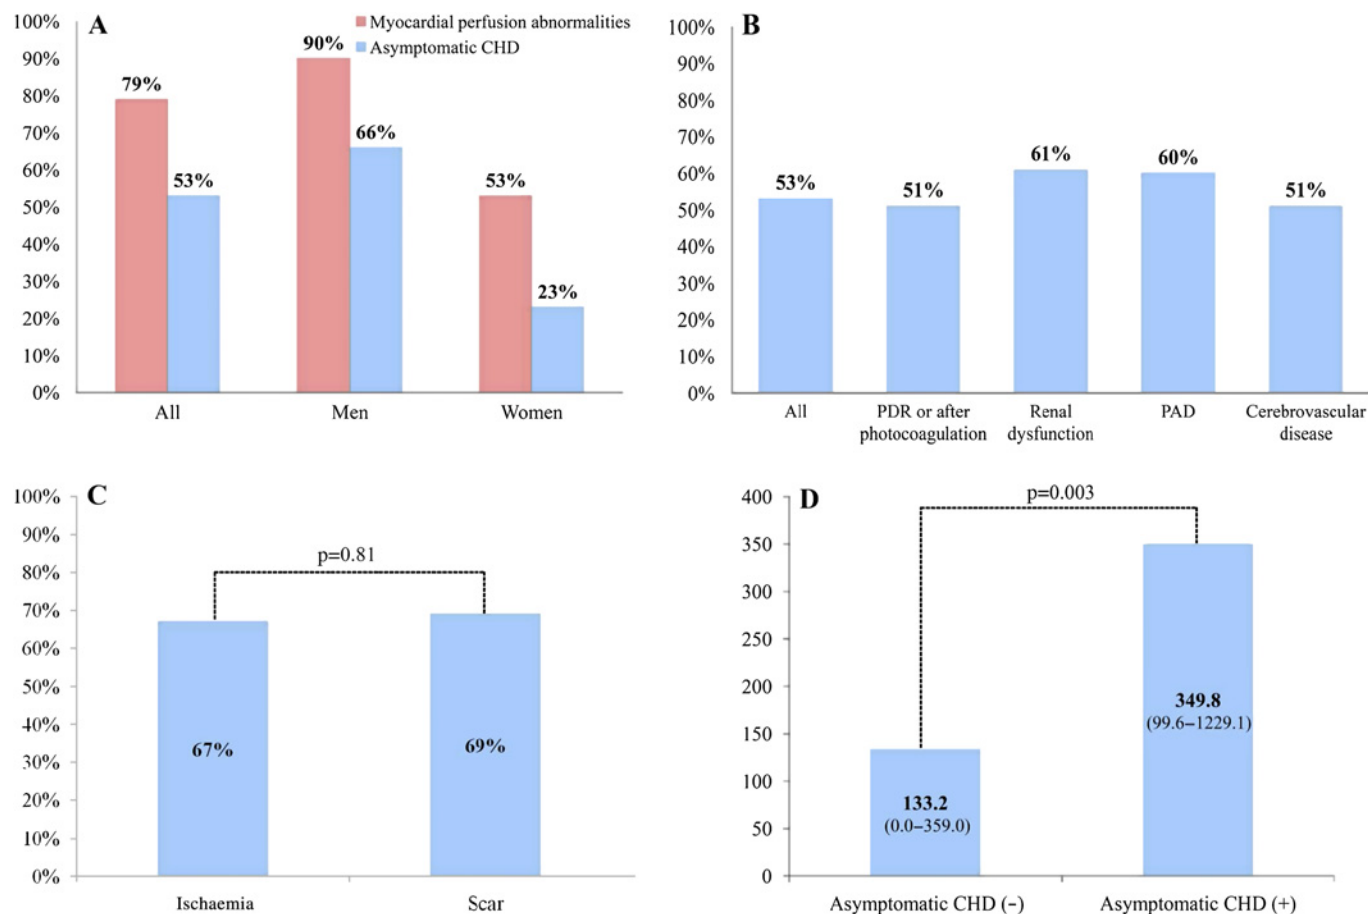 A
Myocardial perfusion abnormalities
Asymptomatic CHD
100%
90%
80%
70%
60%
50%
40%
30%
20%
10%
0%
79%
53%
90%
66%
53%
23%
All
Men
Women
B
100%
90%
80%
70%
60%
50%
40%
30%
20%
10%
0%
53%
51%
61%
60%
51%
All
PDR or after
photocoagulation
Renal
dysfunction
PAD
Cerebrovascular
disease
C
100%
90%
80%
70%
60%
50%
40%
30%
20%
10%
0%
p=0.81
67%
69%
Ischaemia
Scar
D
400
350
300
250
200
150
100
50
0
p=0.003
133.2
(0.0–359.0)
349.8
(99.6–1229.1)
Asymptomatic CHD (-)
Asymptomatic CHD (+)